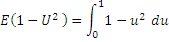 E(1 − U²) = ∫₀¹ 1 − u² du